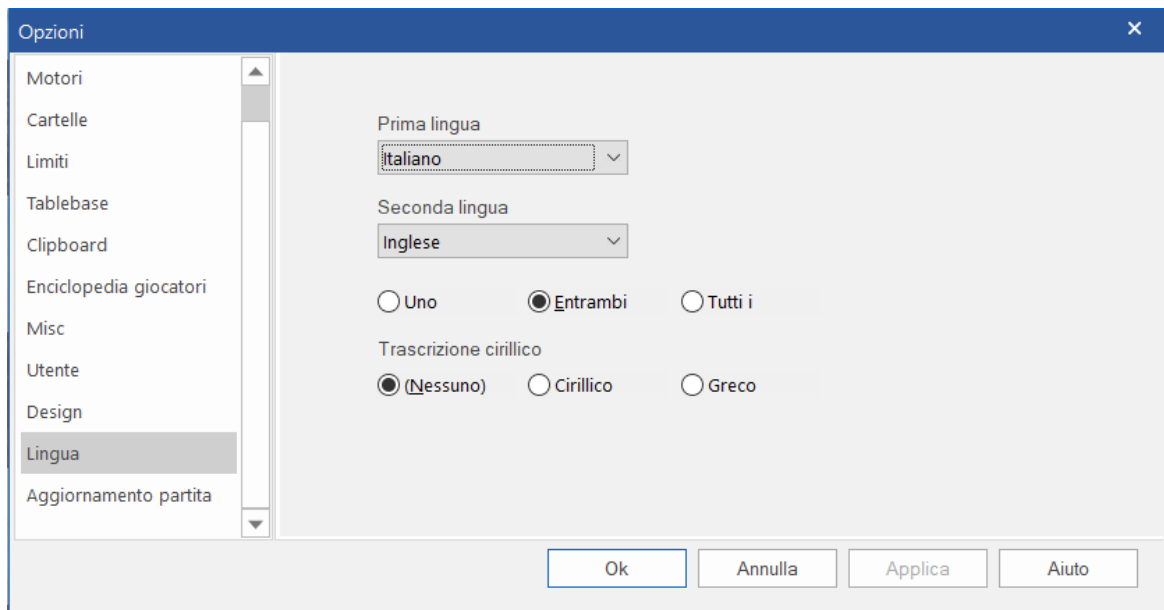 Opzioni
Motori
Cartelle
Limiti
Tablebase
Clipboard
Enciclopedia giocatori
Misc
Utente
Design
Lingua
Aggiornamento partita
Prima lingua
Italiano
Seconda lingua
Inglese
Uno Entrambi Tutti i
Trascrizione cirillico
(Nessuno) Cirillico Greco
Ok Annulla Applica Aiuto